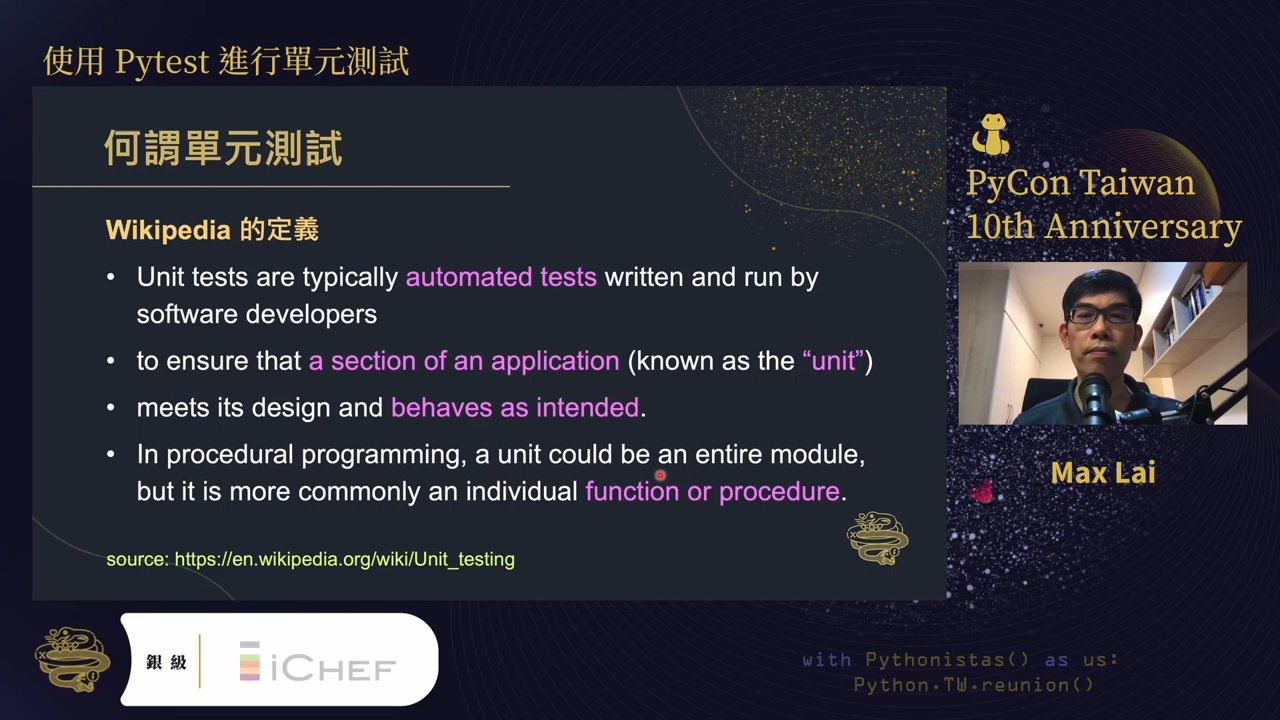 使用 Pytest 進行單元測試
何謂單元測試
Wikipedia 的定義
• Unit tests are typically automated tests written and run by
software developers
• to ensure that a section of an application (known as the “unit”)
• meets its design and behaves as intended.
• In procedural programming, a unit could be an entire module,
but it is more commonly an individual function or procedure.
source: https://en.wikipedia.org/wiki/Unit_testing
PyCon Taiwan
10th Anniversary
Max Lai
銀級
iCHEF
with Pythonistas() as us:
Python.TW.reunion()